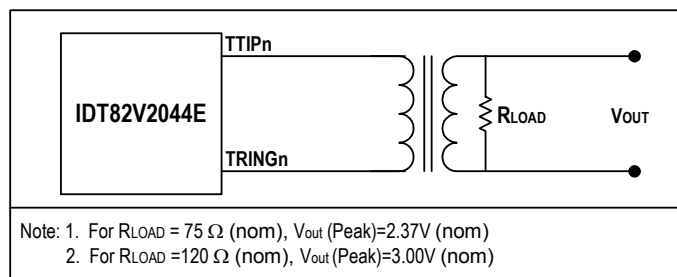 TTIPn
IDT82V2044E
RLOAD
VOUT
TRINGn
Note: 1. For RLOAD = 75 Ω (nom), Vout (Peak)=2.37V (nom)
2. For RLOAD =120 Ω (nom), Vout (Peak)=3.00V (nom)